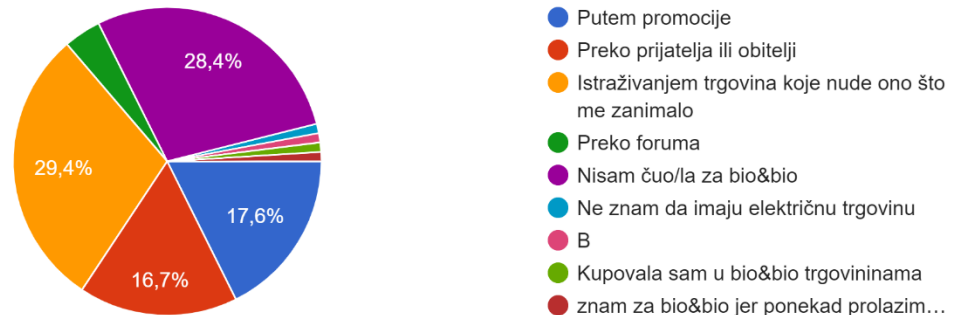 28,4%
29,4%
17,6%
16,7%
Putem promocije
Preko prijatelja ili obitelji
Istraživanjem trgovina koje nude ono što
me zanimalo
Preko foruma
Nisam čuo/la za bio&bio
Ne znam da imaju električnu trgovinu
B
Kupovala sam u bio&bio trgovininama
znam za bio&bio jer ponekad prolazim…